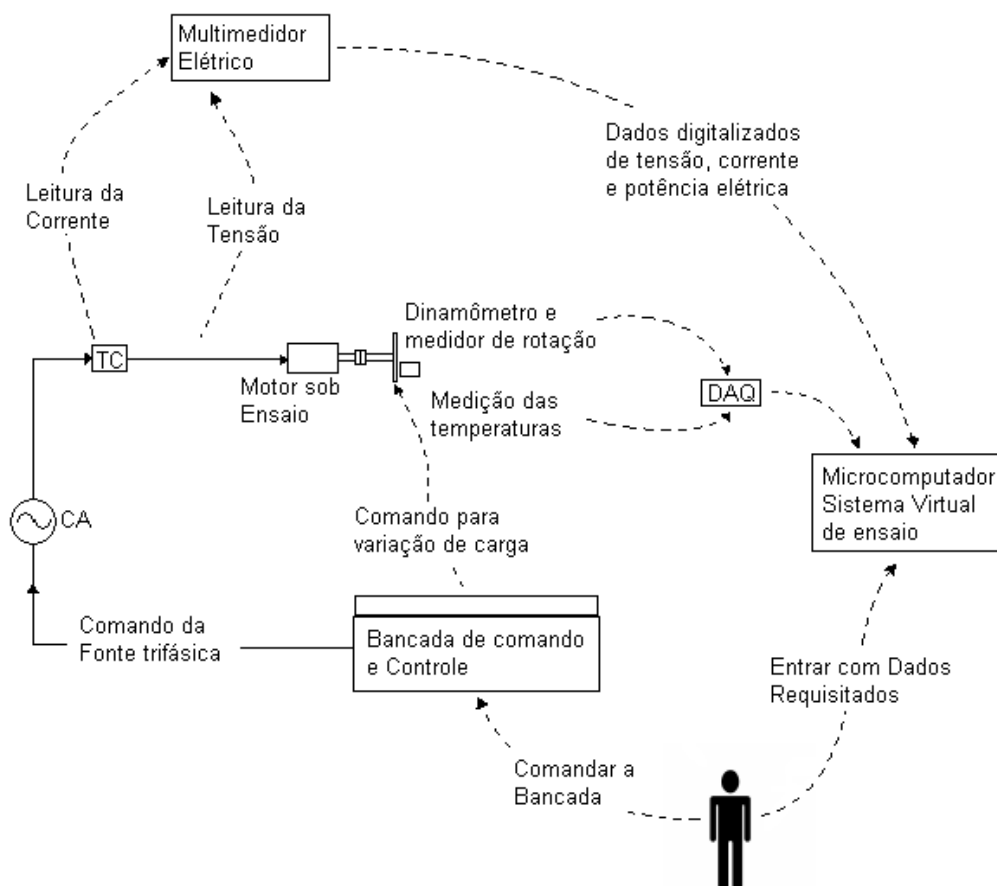 Multimedidor
Elétrico
Dados digitalizados
de tensão, corrente
e potência elétrica
Leitura da
Corrente
Leitura da
Tensão
Dinamômetro e
medidor de rotação
TC
Motor sob
Ensaio
Medição das
temperaturas
DAQ
Microcomputador
Sistema Virtual
de ensaio
CA
Comando para
variação de carga
Comando da
Fonte trifásica
Bancada de comando
e Controle
Entrar com Dados
Requisitados
Comandar a
Bancada